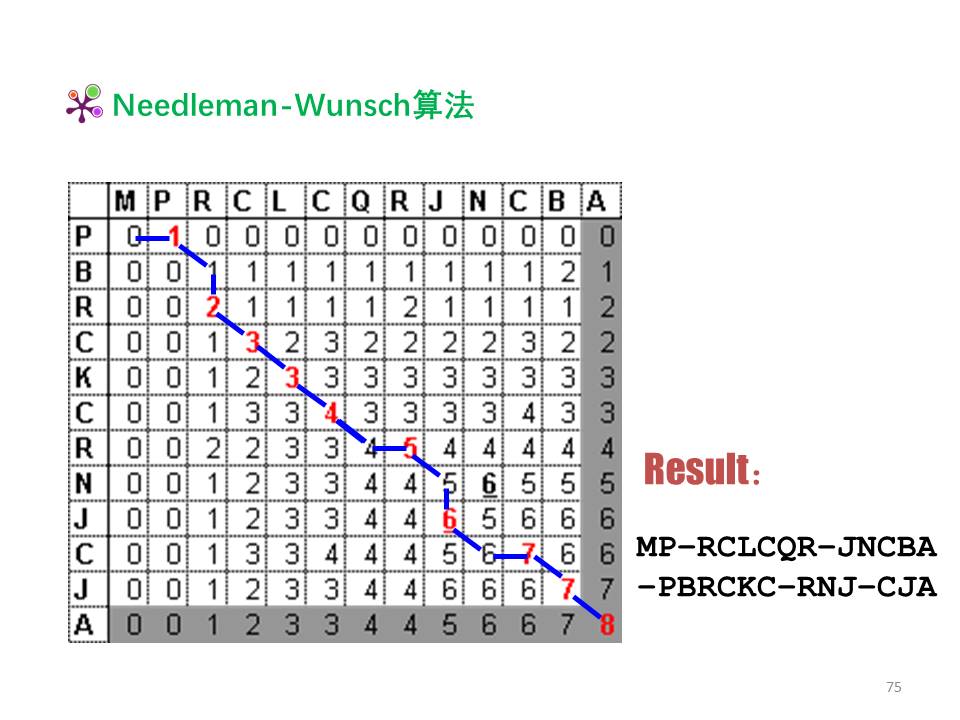 Needleman-Wunsch算法
M P R C L C Q R J N C B A
P 0 1 0 0 0 0 0 0 0 0 0 0 0
B 0 0 1 1 1 1 1 1 1 1 1 2 1
R 0 0 2 1 1 1 1 2 1 1 1 1 2
C 0 0 1 3 2 3 2 2 2 2 3 2 2
K 0 0 1 2 3 3 3 3 3 3 3 3 3
C 0 0 1 3 3 4 3 3 3 3 4 3 3
R 0 0 2 2 3 3 4 5 4 4 4 4 4
N 0 0 1 2 3 3 4 4 5 6 5 5 5
J 0 0 1 2 3 3 4 4 6 5 6 6 6
C 0 0 1 3 3 4 4 4 5 6 7 6 6
J 0 0 1 2 3 3 4 4 6 6 6 7 7
A 0 0 1 2 3 3 4 4 5 6 6 7 8
Result：
MP–RCLCQR–JNCBA
–PBRCKC–RNJ–CJA
75